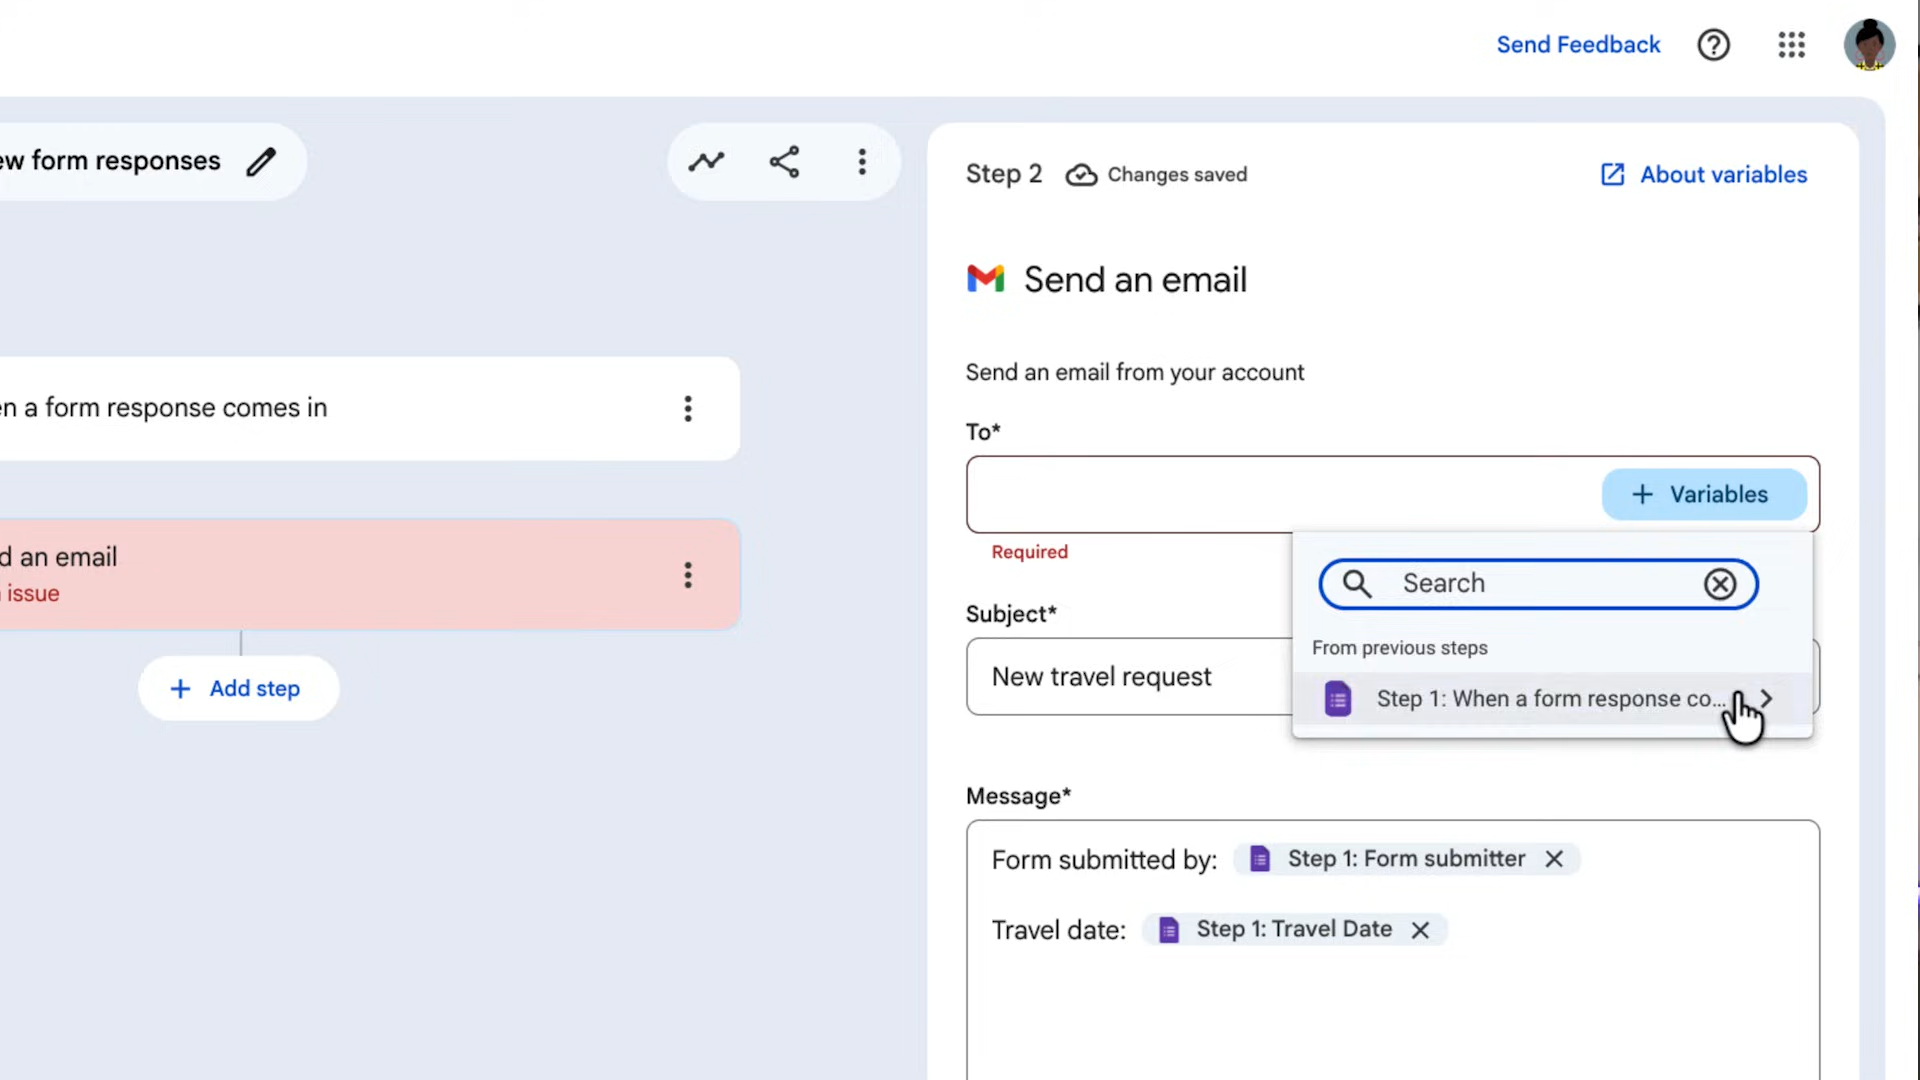 Send Feedback
ew form responses
Step 2 Changes saved
About variables
Send an email
Send an email from your account
en a form response comes in
To*
+ Variables
Required
d an email
issue
Search
Subject*
From previous steps
New travel request
Step 1: When a form response co...
+ Add step
Message*
Form submitted by: Step 1: Form submitter
Travel date: Step 1: Travel Date